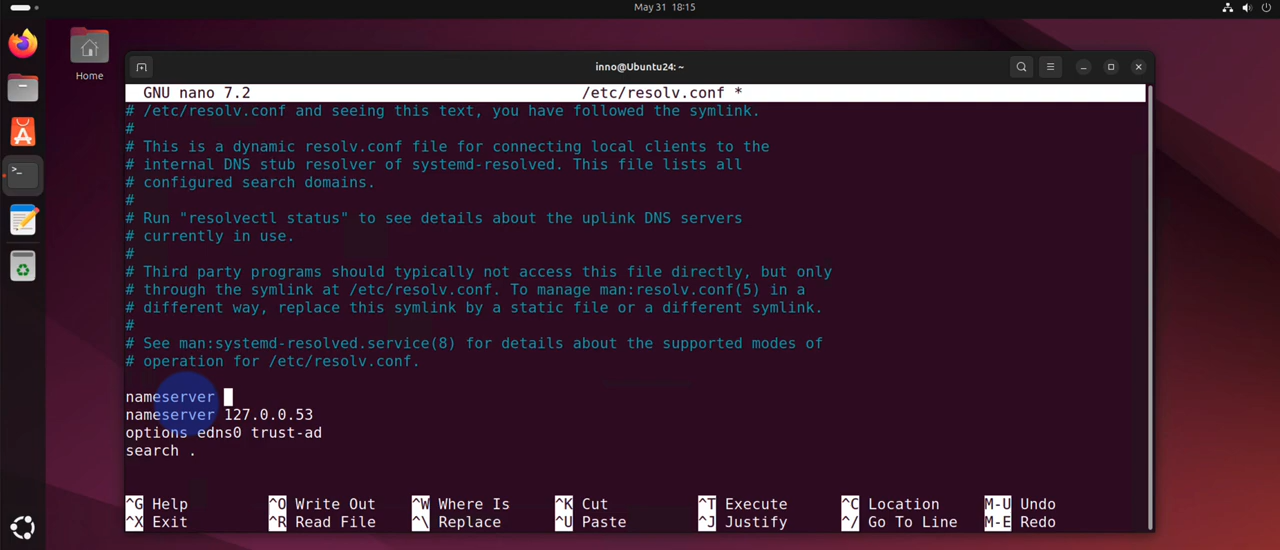 May 31 18:15
Home
inno@Ubuntu24: ~
GNU nano 7.2 /etc/resolv.conf *
# /etc/resolv.conf and seeing this text, you have followed the symlink.
#
# This is a dynamic resolv.conf file for connecting local clients to the
# internal DNS stub resolver of systemd-resolved. This file lists all
# configured search domains.
#
# Run "resolvectl status" to see details about the uplink DNS servers
# currently in use.
#
# Third party programs should typically not access this file directly, but only
# through the symlink at /etc/resolv.conf. To manage man:resolv.conf(5) in a
# different way, replace this symlink by a static file or a different symlink.
#
# See man:systemd-resolved.service(8) for details about the supported modes of
# operation for /etc/resolv.conf.
nameserver
nameserver 127.0.0.53
options edns0 trust-ad
search .
^G Help ^O Write Out ^W Where Is ^K Cut ^T Execute ^C Location M-U Undo
^X Exit ^R Read File ^\ Replace ^U Paste ^J Justify ^/ Go To Line M-E Redo